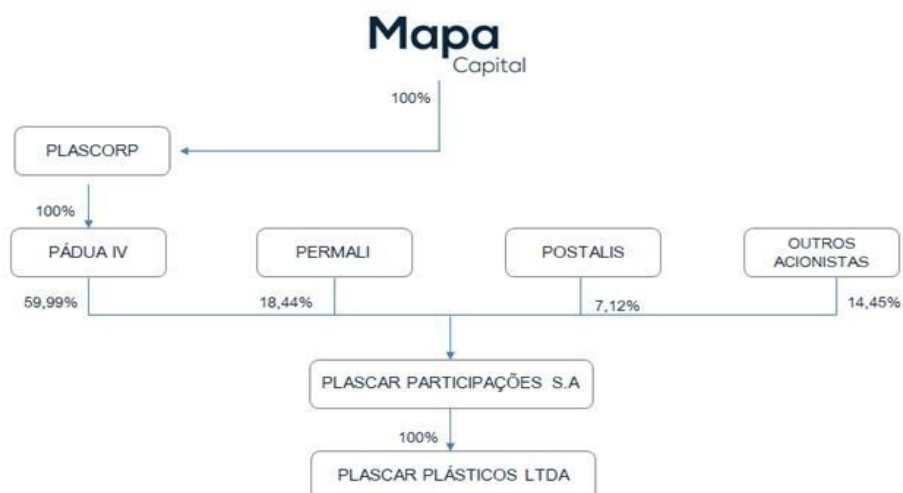 Mapa
Capital
100%
PLASCORP
100%
PÁDUA IV
PERMALI
POSTALIS
OUTROS
ACIONISTAS
59,99%
18,44%
7,12%
14,45%
PLASCAR PARTICIPAÇÕES S.A
100%
PLASCAR PLÁSTICOS LTDA